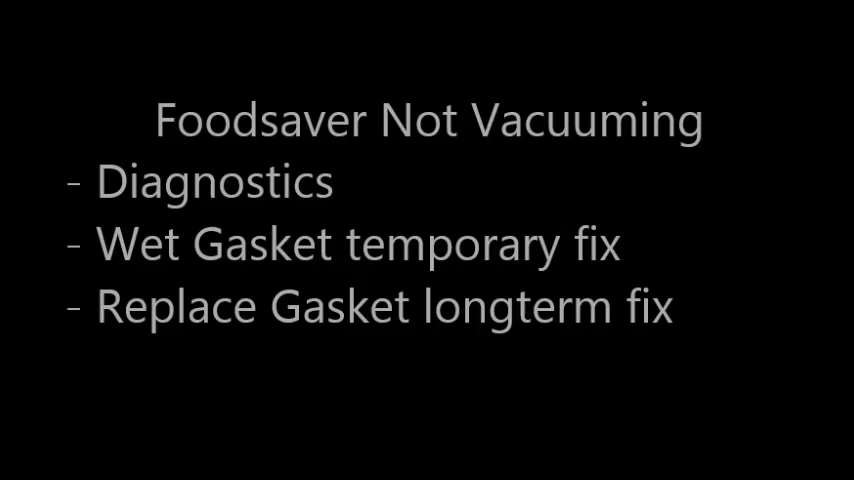 Foodsaver Not Vacuuming
- Diagnostics
- Wet Gasket temporary fix
- Replace Gasket longterm fix